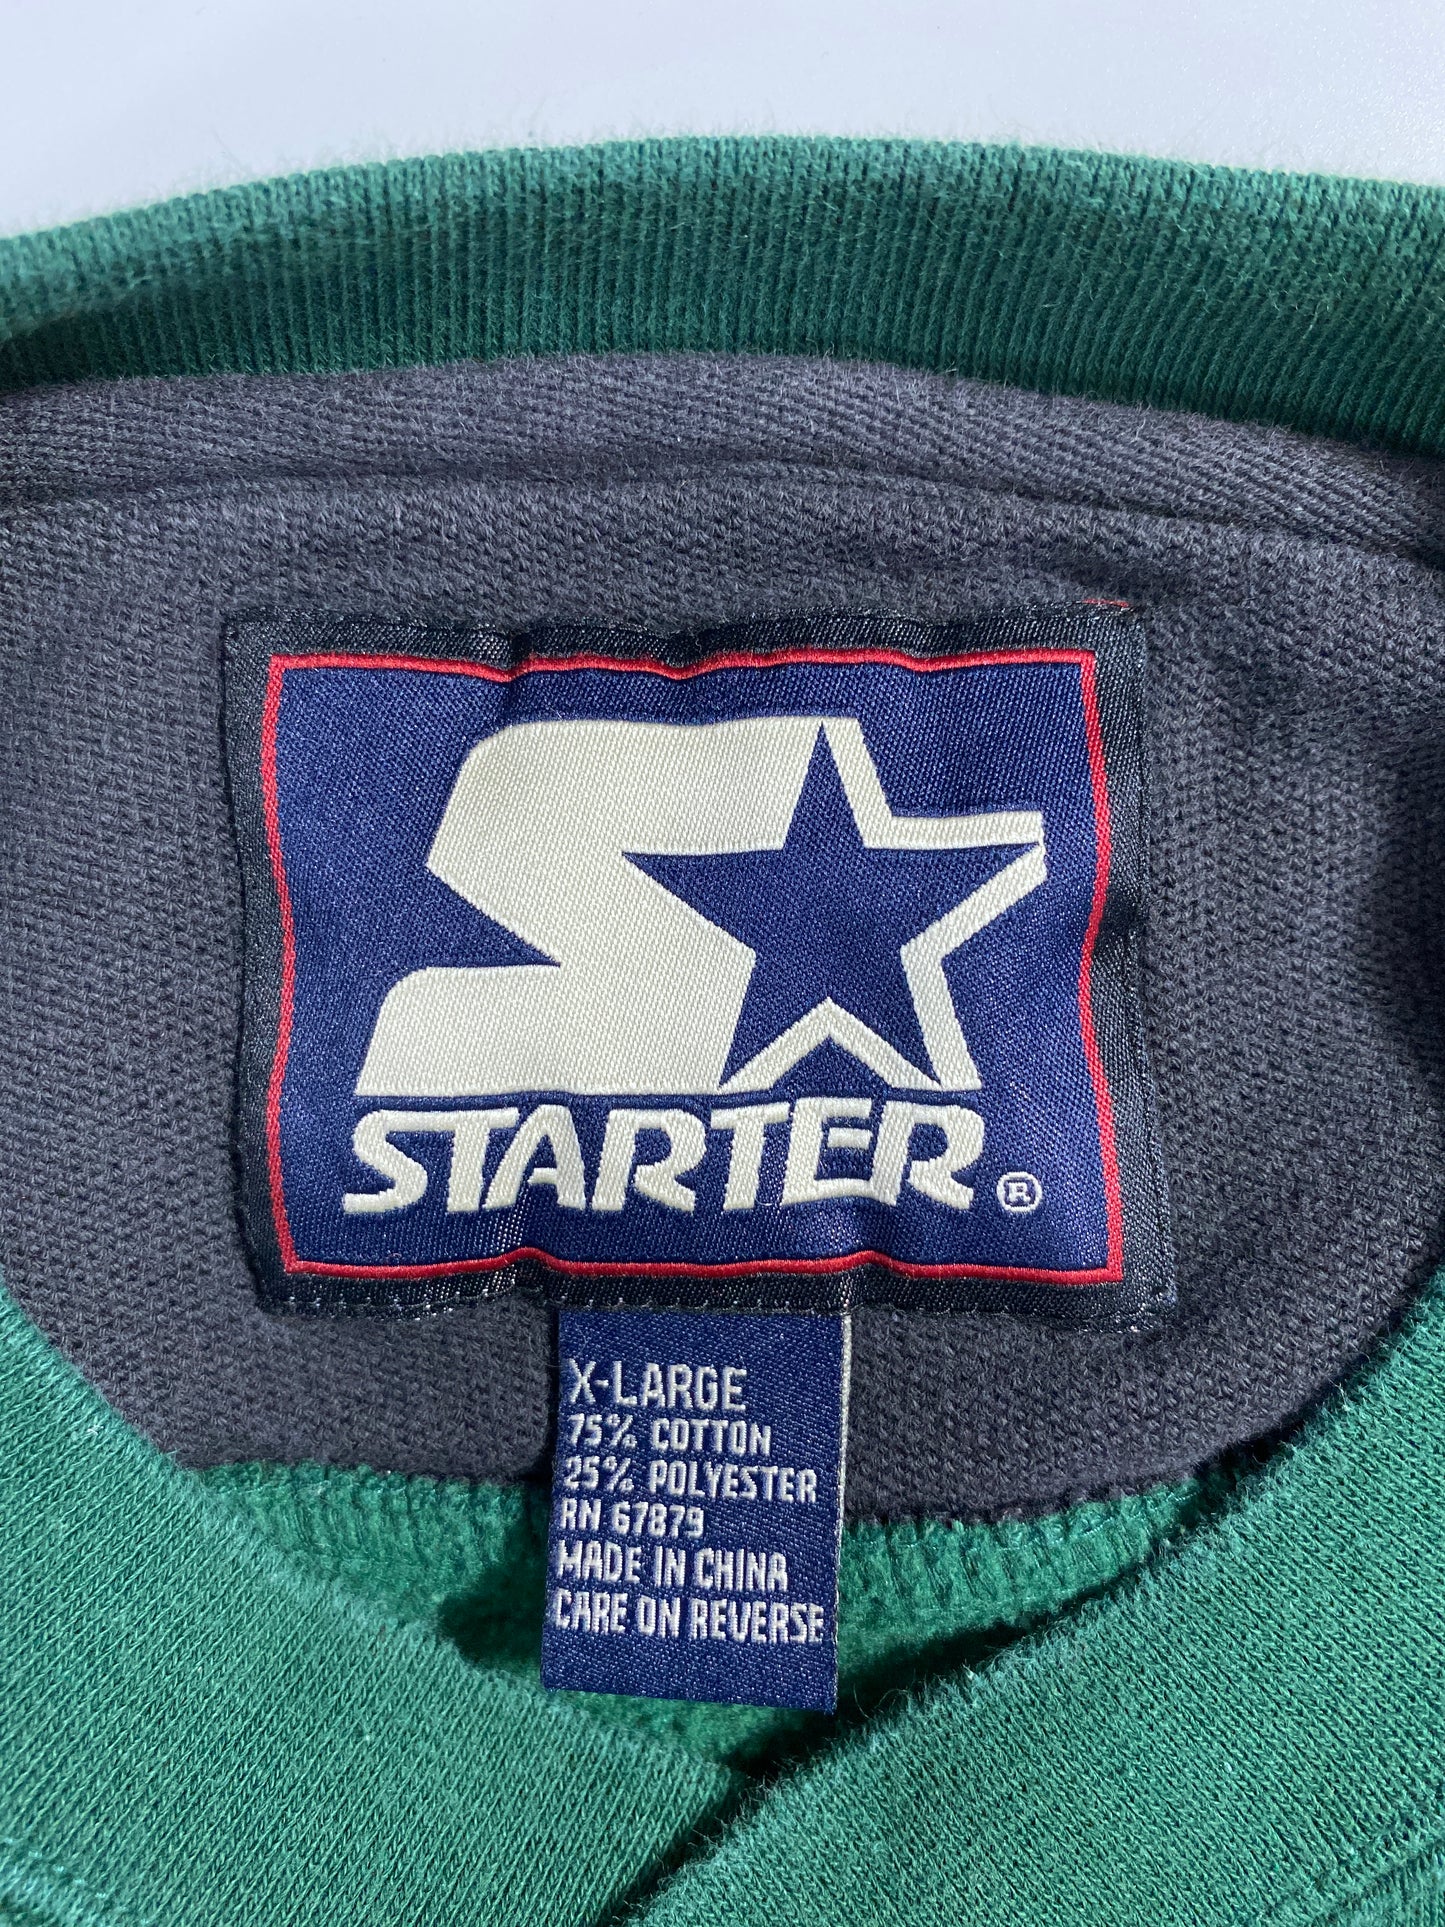 STARTER®
X-LARGE
75% COTTON
25% POLYESTER
RN 67879
MADE IN CHINA
CARE ON REVERSE